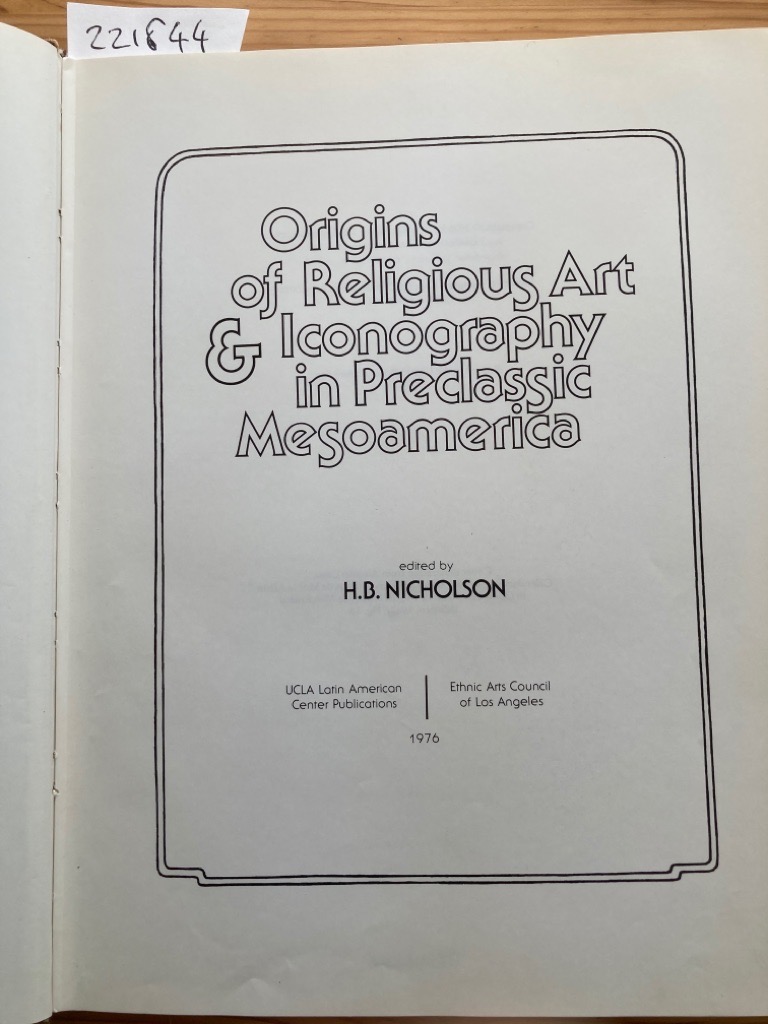 221644
Origins
of Religious Art
& Iconography
in Preclassic
Mesoamerica
edited by
H.B. NICHOLSON
UCLA Latin American
Center Publications
Ethnic Arts Council
of Los Angeles
1976